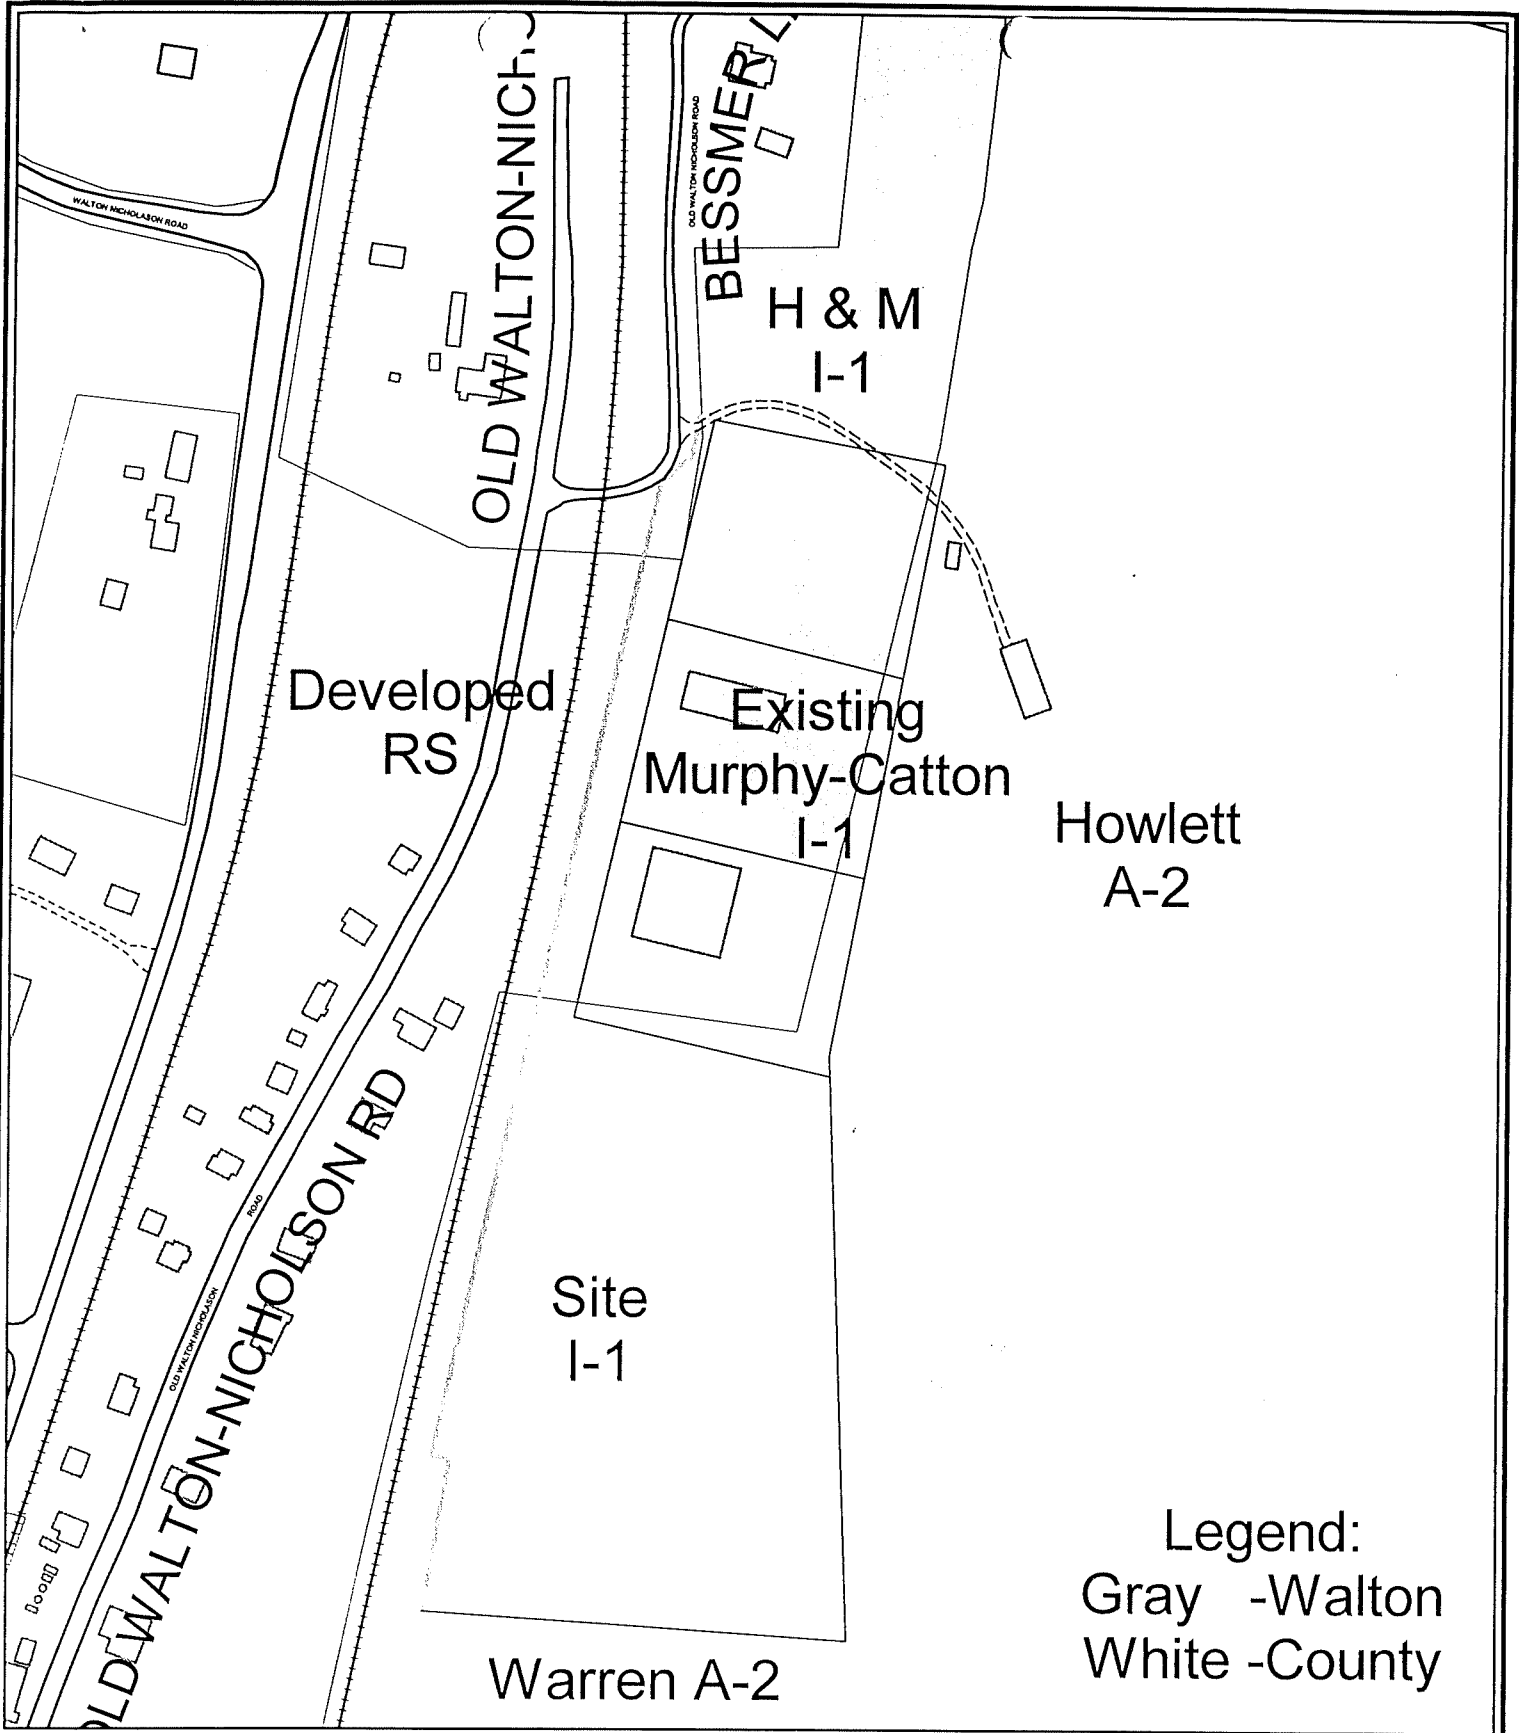 OLD WALTON-NICH
BESSMER L
OLD WALTON NICHOLSON ROAD
WALTON NICHOLASON ROAD
H & M
I-1
Developed
RS
Existing
Murphy-Catton
I-1
Howlett
A-2
OLD WALTON-NICHOLSON RD
ROAD
OLD WALTON NICHOLASON
Site
I-1
Legend:
Gray -Walton
White -County
Warren A-2